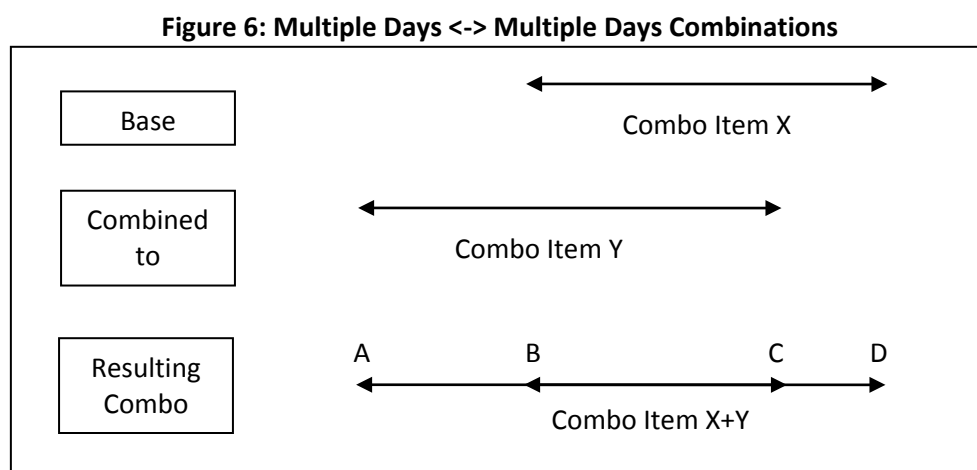 Figure 6: Multiple Days <-> Multiple Days Combinations
Base
Combo Item X
Combined
to
Combo Item Y
Resulting
Combo
A B C D
Combo Item X+Y